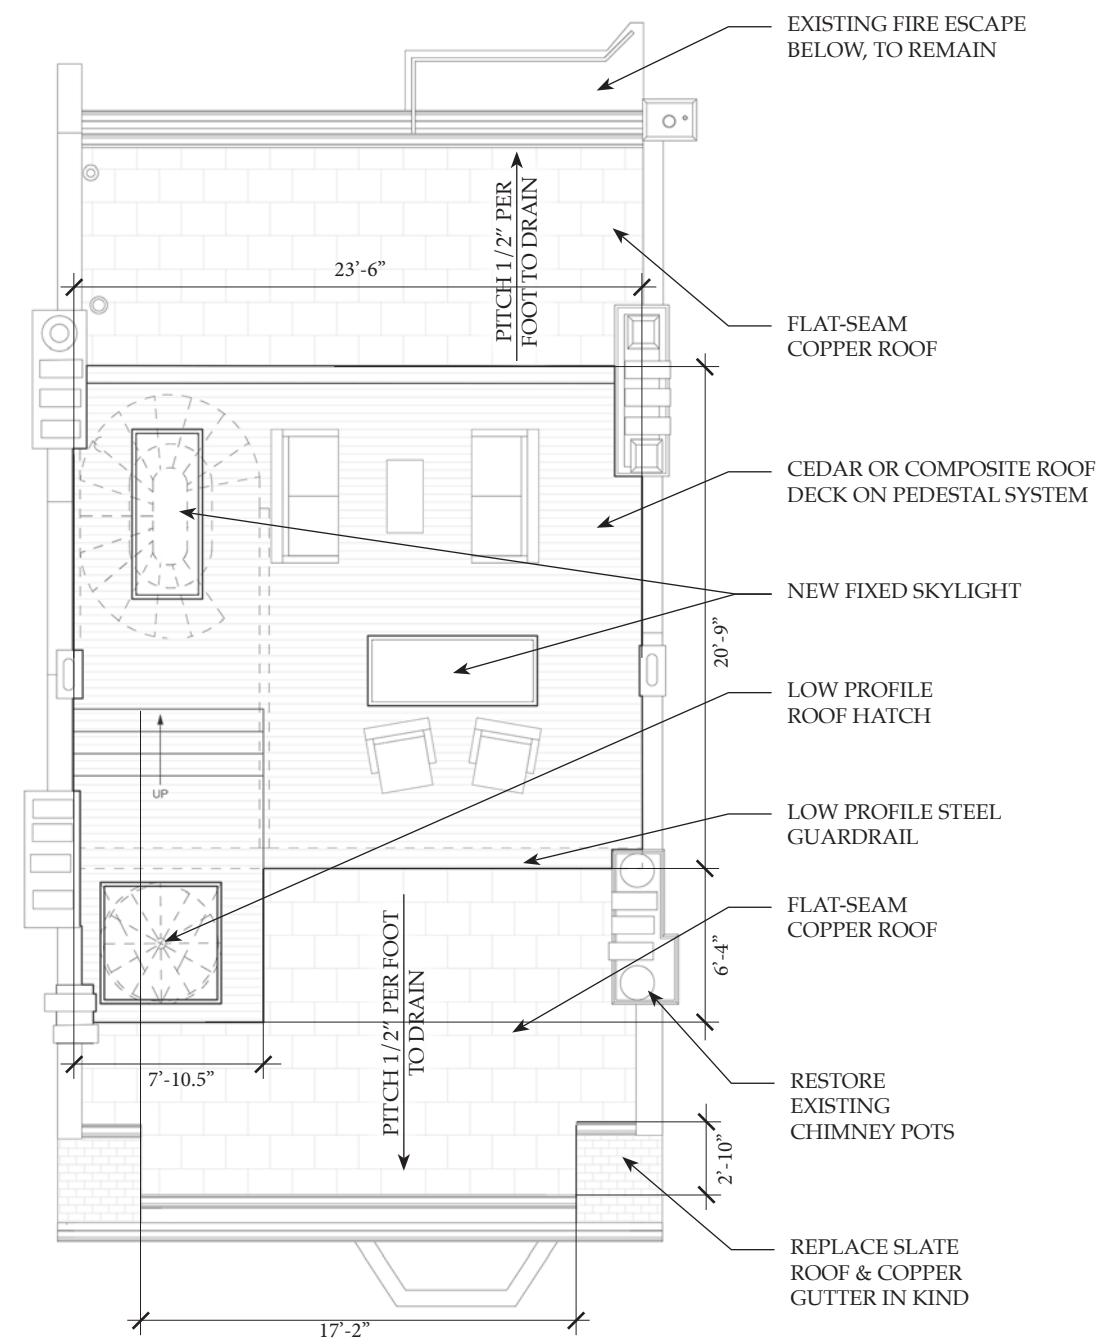 EXISTING FIRE ESCAPE
BELOW, TO REMAIN
PITCH 1/2" PER
FOOT TO DRAIN
23'-6"
FLAT-SEAM
COPPER ROOF
CEDAR OR COMPOSITE ROOF
DECK ON PEDESTAL SYSTEM
NEW FIXED SKYLIGHT
20'-9"
LOW PROFILE
ROOF HATCH
UP
LOW PROFILE STEEL
GUARDRAIL
FLAT-SEAM
COPPER ROOF
6'-4"
PITCH 1/2" PER FOOT
TO DRAIN
7'-10.5"
RESTORE
EXISTING
CHIMNEY POTS
2'-10"
REPLACE SLATE
ROOF & COPPER
GUTTER IN KIND
17'-2"